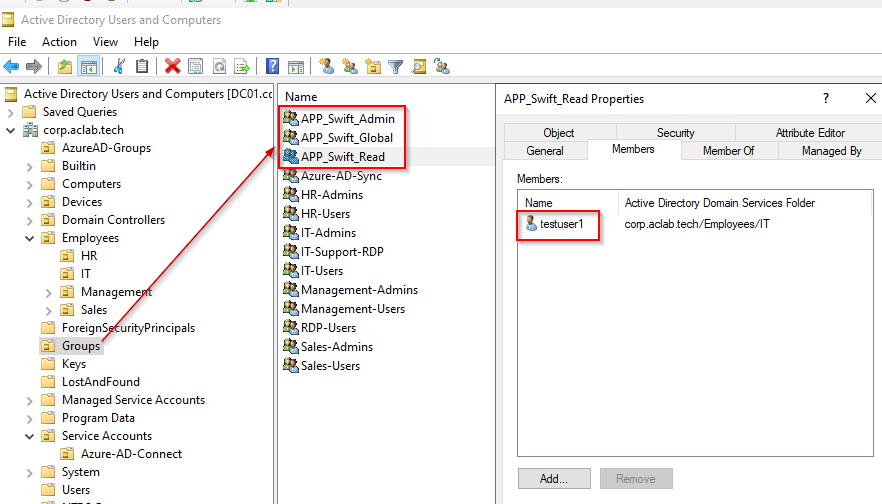 Active Directory Users and Computers
File Action View Help
Active Directory Users and Computers [DC01.co
Saved Queries
corp.aclab.tech
AzureAD-Groups
Builtin
Computers
Devices
Domain Controllers
Employees
HR
IT
Management
Sales
ForeignSecurityPrincipals
Groups
Keys
LostAndFound
Managed Service Accounts
Program Data
Service Accounts
Azure-AD-Connect
System
Users
Name
APP_Swift_Admin
APP_Swift_Global
APP_Swift_Read
Azure-AD-Sync
HR-Admins
HR-Users
IT-Admins
IT-Support-RDP
IT-Users
Management-Admins
Management-Users
RDP-Users
Sales-Admins
Sales-Users
APP_Swift_Read Properties ?
Object Security Attribute Editor
General Members Member Of Managed By
Members:
Name Active Directory Domain Services Folder
testuser1 corp.aclab.tech/Employees/IT
Add... Remove